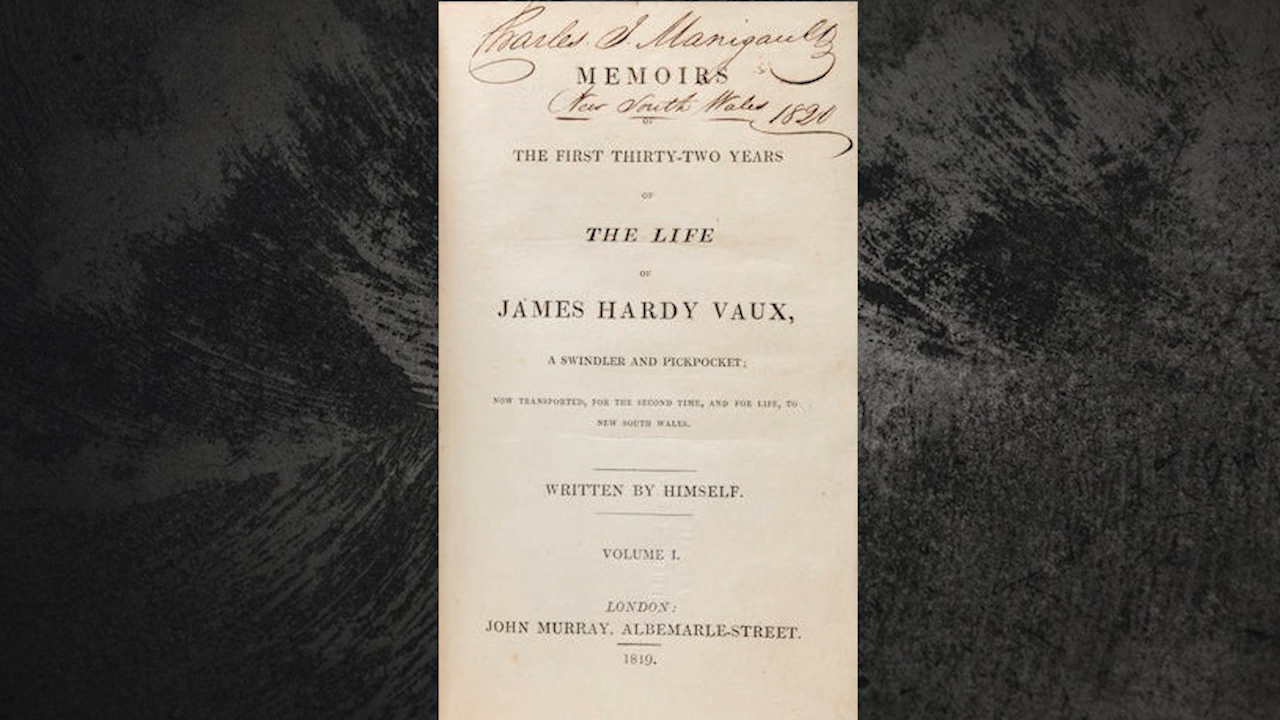 Charles I. Manigault
MEMOIRS
New South Wales 1820
OF
THE FIRST THIRTY-TWO YEARS
OF
THE LIFE
OF
JAMES HARDY VAUX,
A SWINDLER AND PICKPOCKET;
NOW TRANSPORTED, FOR THE SECOND TIME, AND FOR LIFE, TO
NEW SOUTH WALES.
WRITTEN BY HIMSELF.
VOLUME I.
LONDON:
JOHN MURRAY, ALBEMARLE-STREET.
1819.